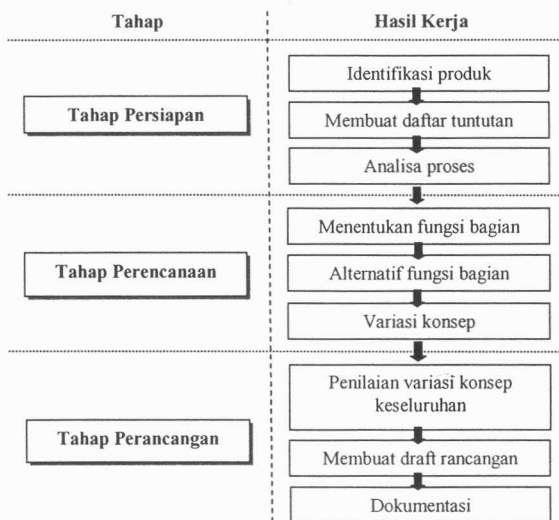 Tahap
Hasil Kerja
Tahap Persiapan
Identifikasi produk
Membuat daftar tuntutan
Analisa proses
Tahap Perencanaan
Menentukan fungsi bagian
Alternatif fungsi bagian
Variasi konsep
Tahap Perancangan
Penilaian variasi konsep
keseluruhan
Membuat draft rancangan
Dokumentasi